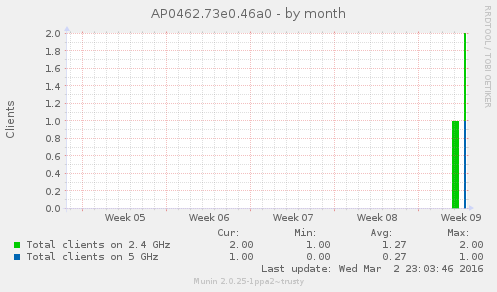 AP0462.73e0.46a0 - by month
RRDTOOL / TOBI OETIKER
Clients
2.0
1.8
1.6
1.4
1.2
1.0
0.8
0.6
0.4
0.2
0.0
Week 05 Week 06 Week 07 Week 08 Week 09
Cur: Min: Avg: Max:
Total clients on 2.4 GHz 2.00 1.00 1.27 2.00
Total clients on 5 GHz 1.00 0.00 0.27 1.00
Last update: Wed Mar 2 23:03:46 2016
Munin 2.0.25-1ppa2~trusty